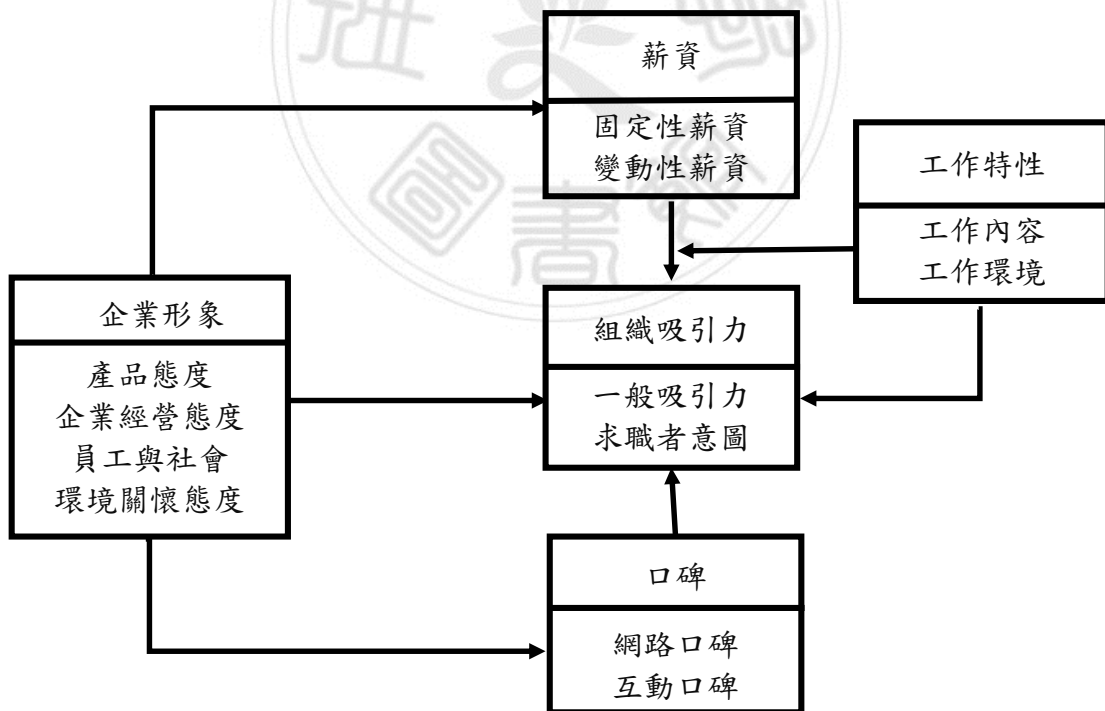 薪資
固定性薪資
變動性薪資
工作特性
工作內容
工作環境
企業形象
產品態度
企業經營態度
員工與社會
環境關懷態度
組織吸引力
一般吸引力
求職者意圖
口碑
網路口碑
互動口碑